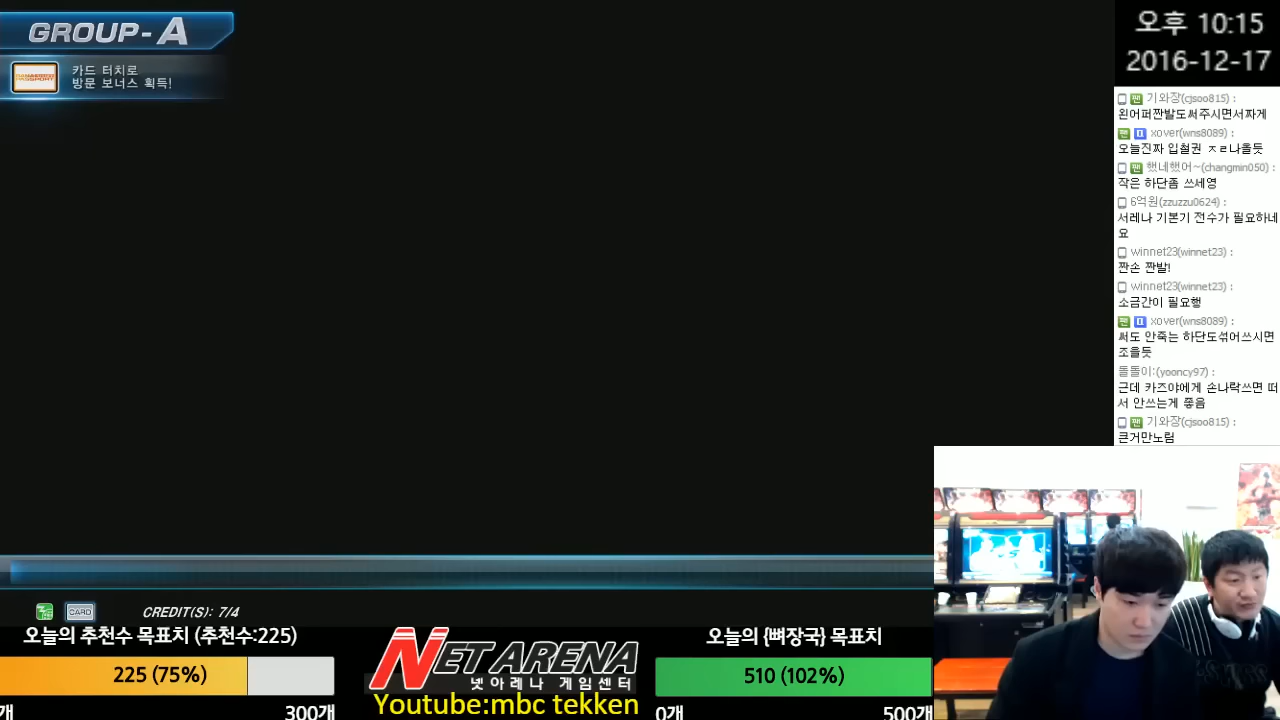 GROUP-A
카드 터치로
방문 보너스 획득!
오후 10:15
2016-12-17
기와장(cjsoo815) :
왼어퍼짠발도써주시면서짜게
xover(wns8089) :
오늘진짜 입철권 ㅈㄹ나올듯
했네했어~(changmin050) :
작은 하단좀 쓰세영
6억원(zzuzzu0624) :
서레나 기본기 전수가 필요하네
요
winnet23(winnet23) :
짠손 짠발!
winnet23(winnet23) :
소금간이 필요행
xover(wns8089) :
써도 안죽는 하단도섞어쓰시면
조을듯
돌돌이:(yooncy97) :
근데 카즈야에게 손나락쓰면 떠
서 안쓰는게 좋음
기와장(cjsoo815) :
큰거만노림
CARD
CREDIT(S): 7/4
오늘의 추천수 목표치 (추천수:225)
225 (75%)
개
300개
NET ARENA
넷아레나 게임센터
Youtube:mbc tekken
오늘의 {뼈장국} 목표치
510 (102%)
0개
500개